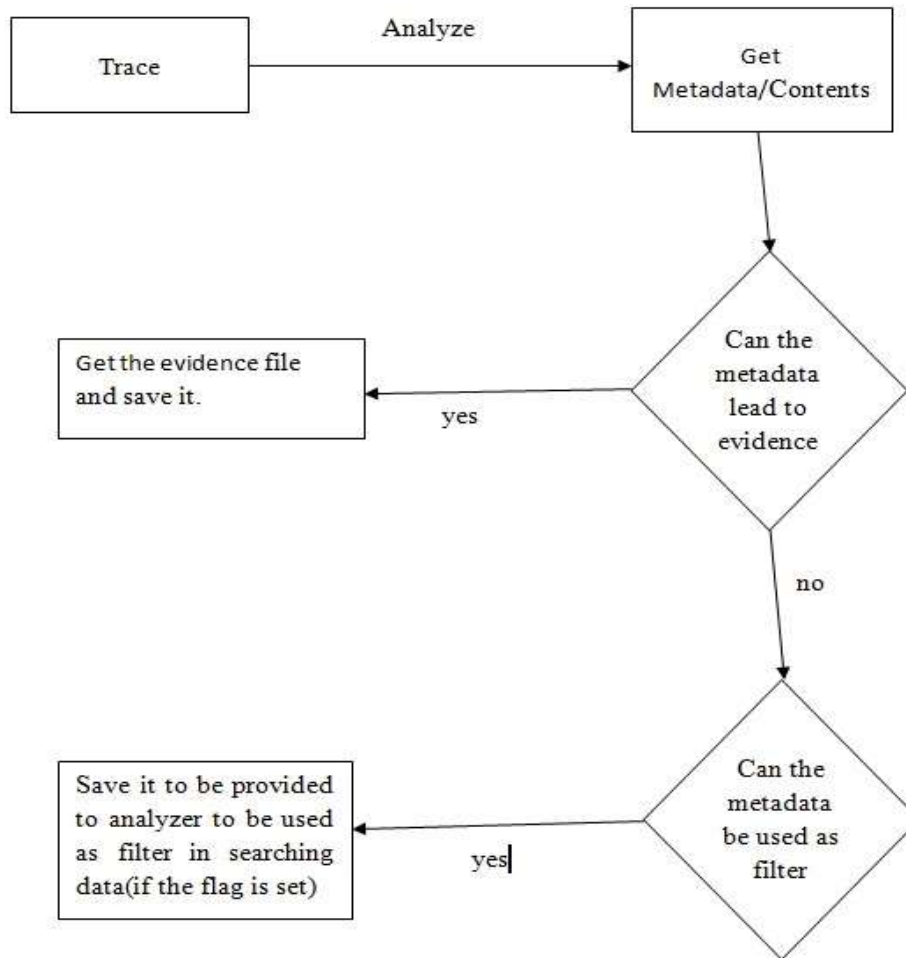 Analyze
Trace
Get
Metadata/Contents
Can the
metadata
lead to
evidence
Get the evidence file
and save it.
yes
no
Can the
metadata
be used as
filter
Save it to be provided
to analyzer to be used
as filter in searching
data(if the flag is set)
yes